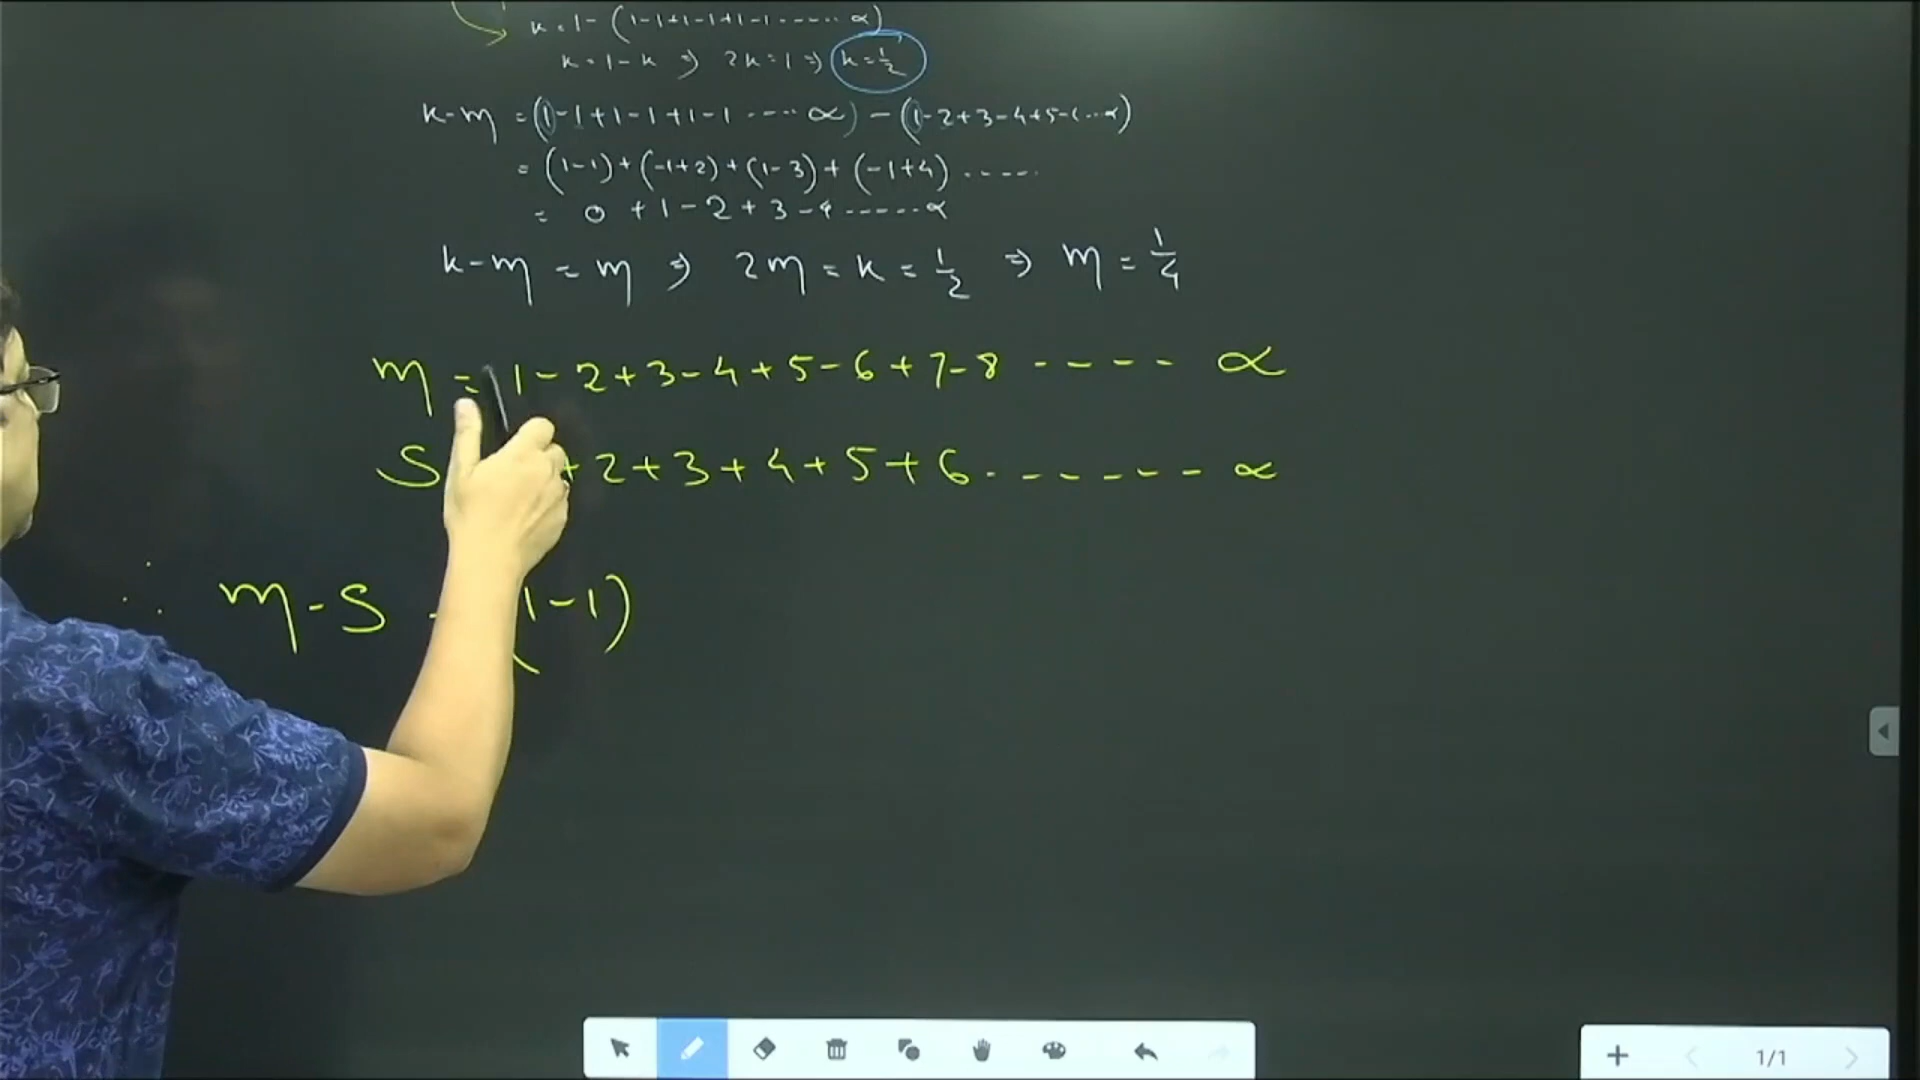 k = 1 - (1-1+1-1+1-1 ...... ∝)
k = 1 - k ⇒ 2k = 1 ⇒ k = 1/2
k-m = (1-1+1-1+1-1 ..... ∝) - (1-2+3-4+5-6...∝)
= (1-1) + (-1+2) + (1-3) + (-1+4) ......
= 0 + 1 - 2 + 3 - 4 ...... ∝
k-m = m ⇒ 2m = k = 1/2 ⇒ m = 1/4
m = 1-2+3-4+5-6+7-8 ---- ∝
S + 2+3+4+5+6 ------- ∝
∴ m-S (1-1)
1/1